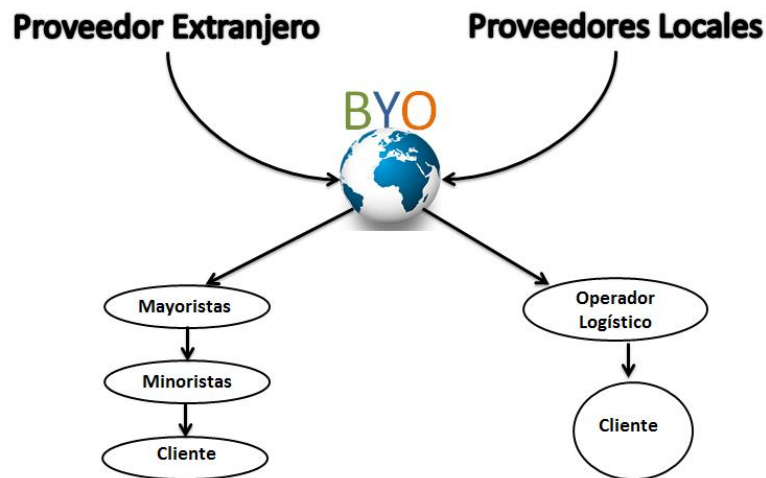 Proveedor Extranjero
Proveedores Locales
BYO
Mayoristas
Minoristas
Cliente
Operador
Logístico
Cliente